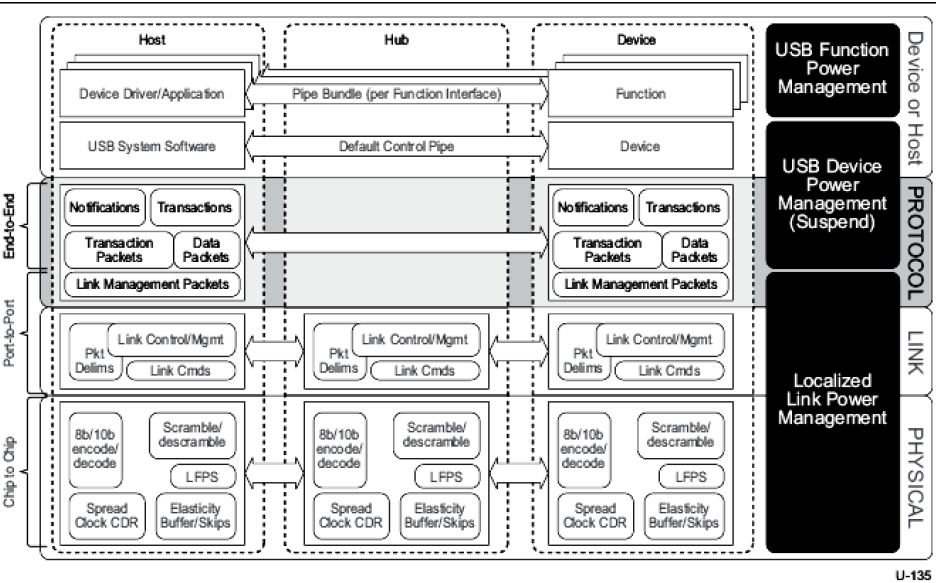 Host
Hub
Device
USB Function
Power
Management
Device or Host
Device Driver/Application
Pipe Bundle (per Function Interface)
Function
USB System Software
Default Control Pipe
Device
USB Device
Power
Management
(Suspend)
End-to-End
Notifications
Transactions
Transaction
Packets
Data
Packets
Link Management Packets
Notifications
Transactions
Transaction
Packets
Data
Packets
Link Management Packets
PROTOCOL
Port-to-Port
Link Control/Mgmt
Pkt
Delims
Link Cmds
Link Control/Mgmt
Pkt
Delims
Link Cmds
Link Control/Mgmt
Pkt
Delims
Link Cmds
LINK
Localized
Link Power
Management
Chip to Chip
8b/10b
encode/
decode
Scramble/
descramble
LFPS
Spread
Clock CDR
Elasticity
Buffer/Skips
8b/10b
encode/
decode
Scramble/
descramble
LFPS
Spread
Clock CDR
Elasticity
Buffer/Skips
8b/10b
encode/
decode
Scramble/
descramble
LFPS
Spread
Clock CDR
Elasticity
Buffer/Skips
PHYSICAL
U-135